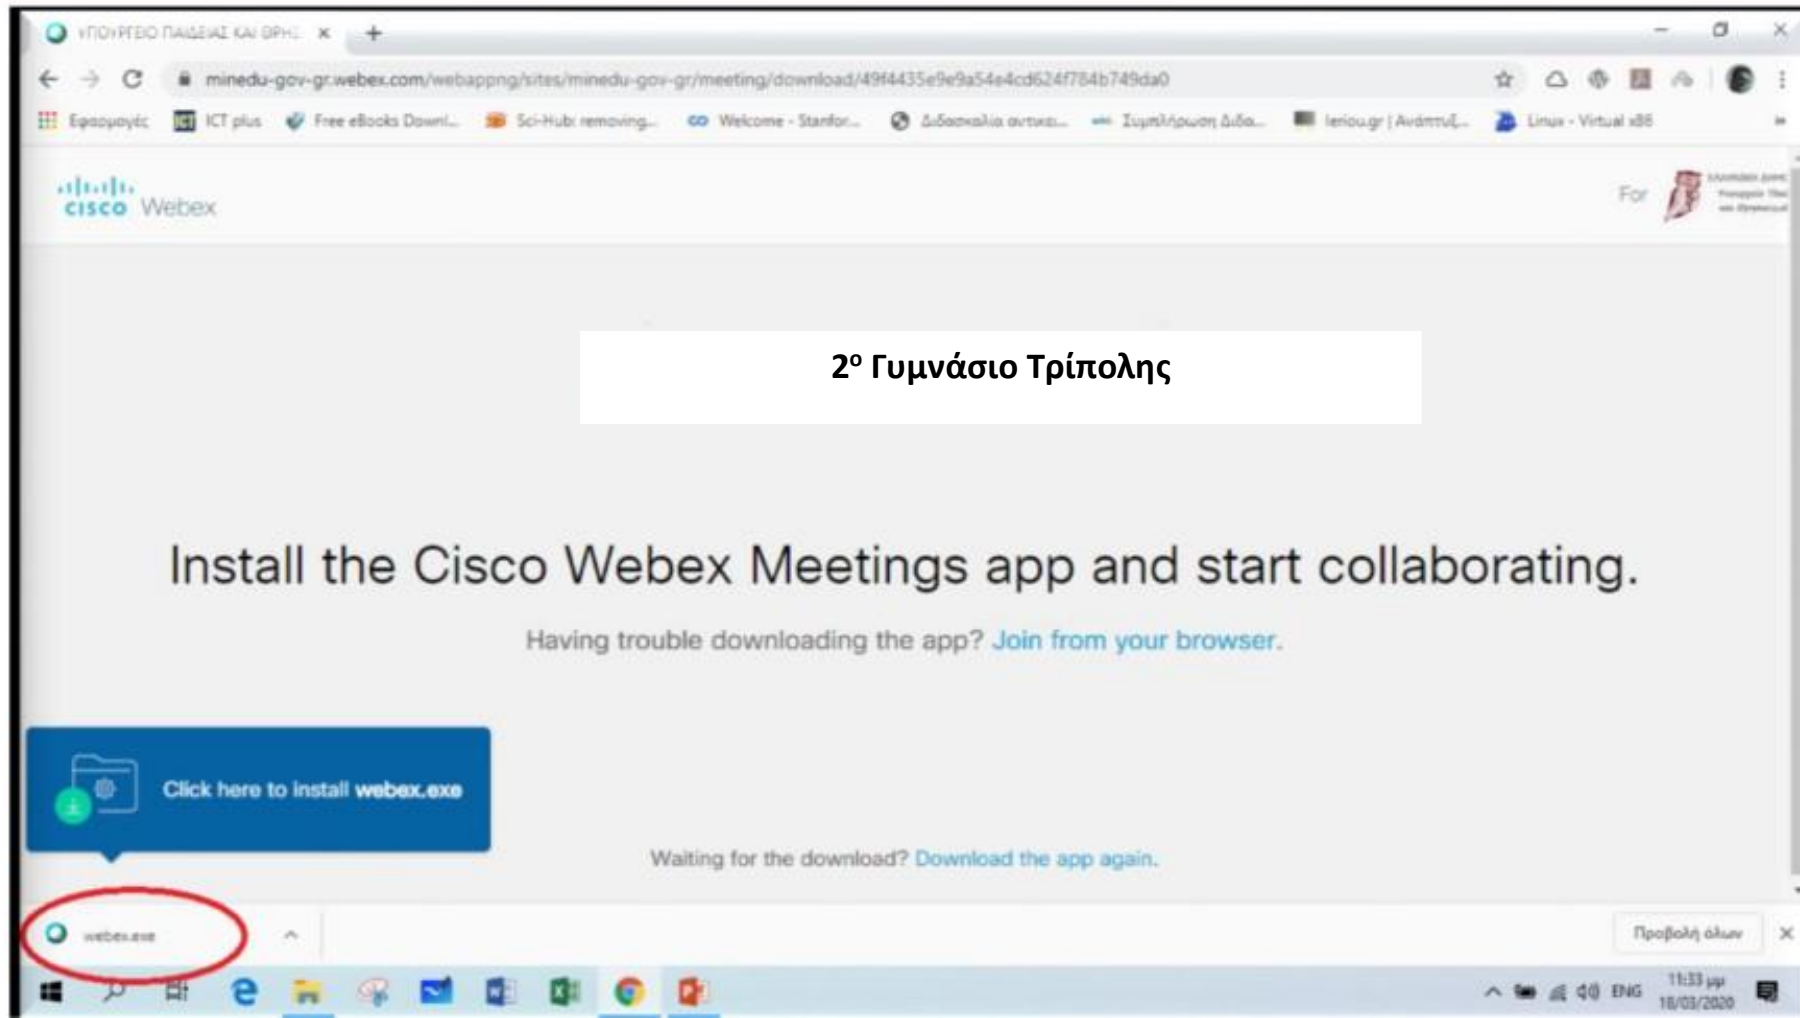 ΥΠΟΥΡΓΕΙΟ ΠΑΙΔΕΙΑΣ ΚΑΙ ΘΡΗΣ
minedu-gov-gr.webex.com/webappng/sites/minedu-gov-gr/meeting/download/49f4435e9e9a54e4cd624f784b749da0
Εφαρμογές ICT plus Free eBooks Downl... Sci-Hub: removing... Welcome - Stanfor... Διδασκαλία αντικει... Συμπλήρωση Διδα... leriou.gr | Ανάπτυξ... Linux - Virtual x86
CISCO Webex For
2ο Γυμνάσιο Τρίπολης
Install the Cisco Webex Meetings app and start collaborating.
Having trouble downloading the app? Join from your browser.
Click here to install webex.exe
Waiting for the download? Download the app again.
webex.exe Προβολή όλων
ENG 11:33 μμ
18/03/2020